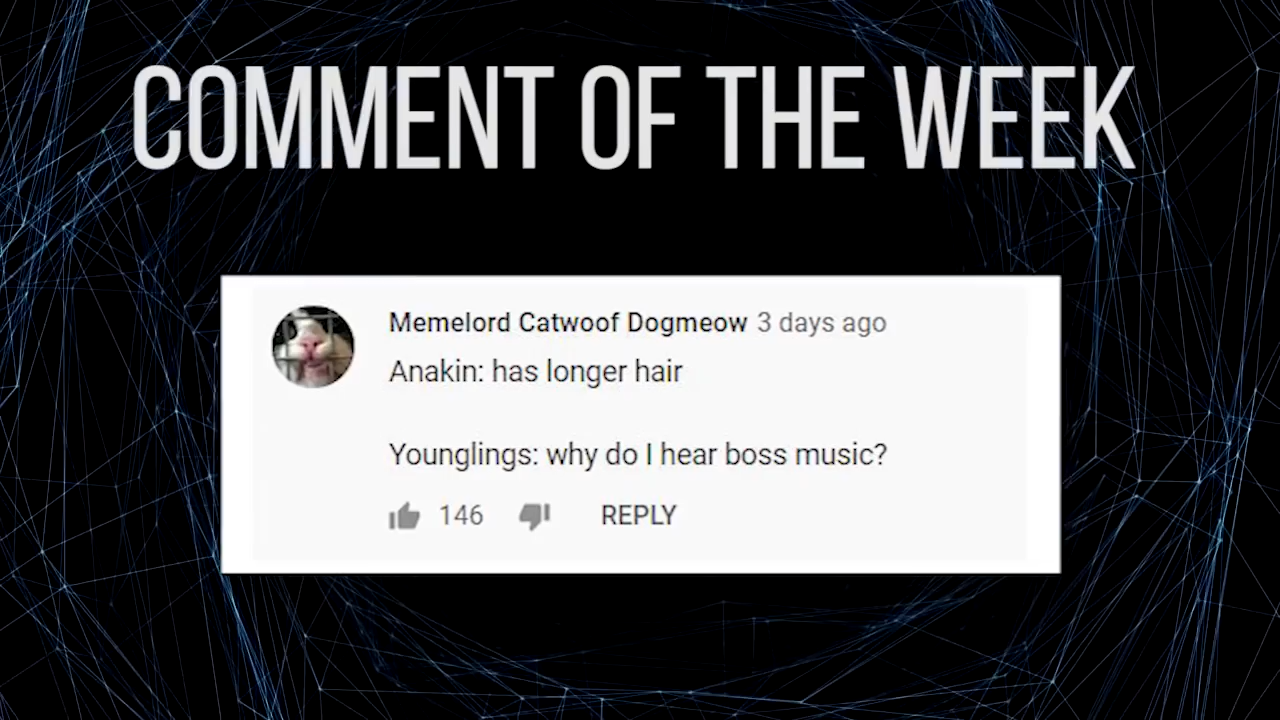 COMMENT OF THE WEEK
Memelord Catwoof Dogmeow 3 days ago
Anakin: has longer hair
Younglings: why do I hear boss music?
146 REPLY